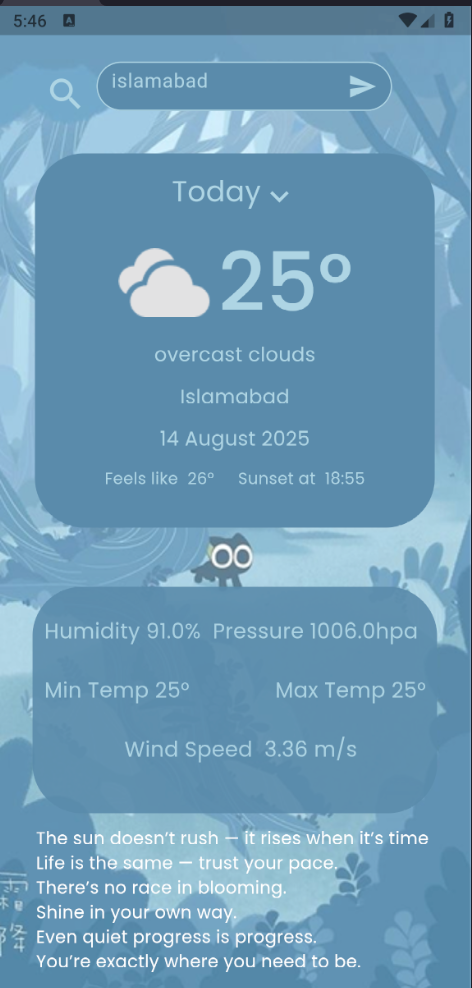 5:46
A
islamabad
Today
25°
overcast clouds
Islamabad
14 August 2025
Feels like 26° Sunset at 18:55
Humidity 91.0% Pressure 1006.0hpa
Min Temp 25° Max Temp 25°
Wind Speed 3.36 m/s
The sun doesn’t rush — it rises when it’s time
Life is the same — trust your pace.
There’s no race in blooming.
Shine in your own way.
Even quiet progress is progress.
You’re exactly where you need to be.
霜
降